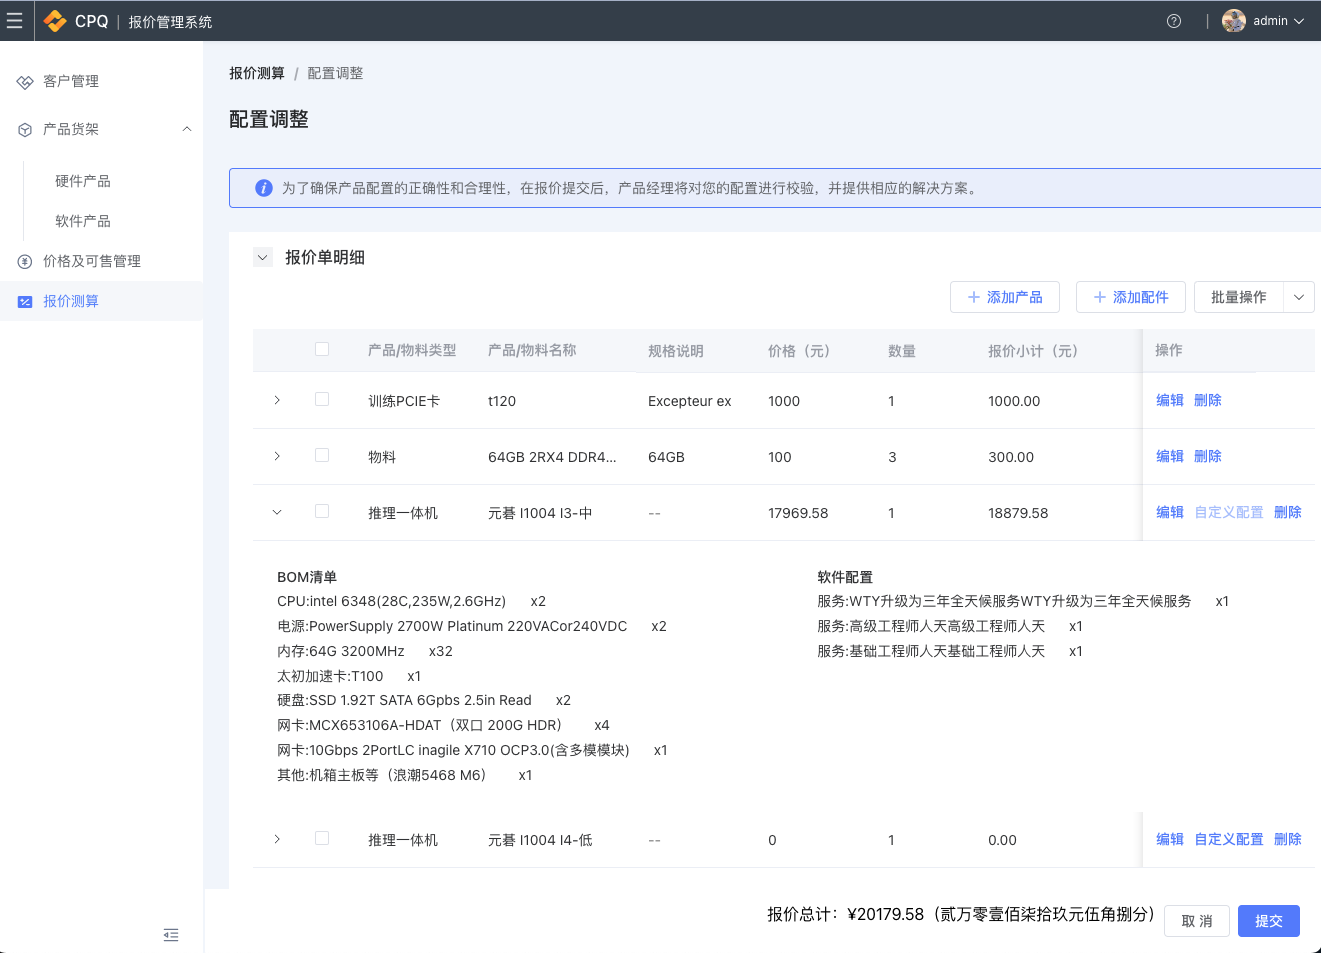 CPQ | 报价管理系统
admin
客户管理
产品货架
硬件产品
软件产品
价格及可售管理
报价测算
报价测算 / 配置调整
配置调整
为了确保产品配置的正确性和合理性，在报价提交后，产品经理将对您的配置进行校验，并提供相应的解决方案。
报价单明细
添加产品 添加配件 批量操作
产品/物料类型 产品/物料名称 规格说明 价格（元） 数量 报价小计（元） 操作
训练PCIE卡 t120 Excepteur ex 1000 1 1000.00 编辑 删除
物料 64GB 2RX4 DDR4... 64GB 100 3 300.00 编辑 删除
推理一体机 元碁 I1004 I3-中 -- 17969.58 1 18879.58 编辑 自定义配置 删除
BOM清单
CPU:intel 6348(28C,235W,2.6GHz) x2
电源:PowerSupply 2700W Platinum 220VACor240VDC x2
内存:64G 3200MHz x32
太初加速卡:T100 x1
硬盘:SSD 1.92T SATA 6Gpbs 2.5in Read x2
网卡:MCX653106A-HDAT（双口 200G HDR） x4
网卡:10Gbps 2PortLC inagile X710 OCP3.0(含多模模块) x1
其他:机箱主板等（浪潮5468 M6） x1
软件配置
服务:WTY升级为三年全天候服务WTY升级为三年全天候服务 x1
服务:高级工程师人天高级工程师人天 x1
服务:基础工程师人天基础工程师人天 x1
推理一体机 元碁 I1004 I4-低 -- 0 1 0.00 编辑 自定义配置 删除
报价总计：¥20179.58（贰万零壹佰柒拾玖元伍角捌分） 取 消 提交